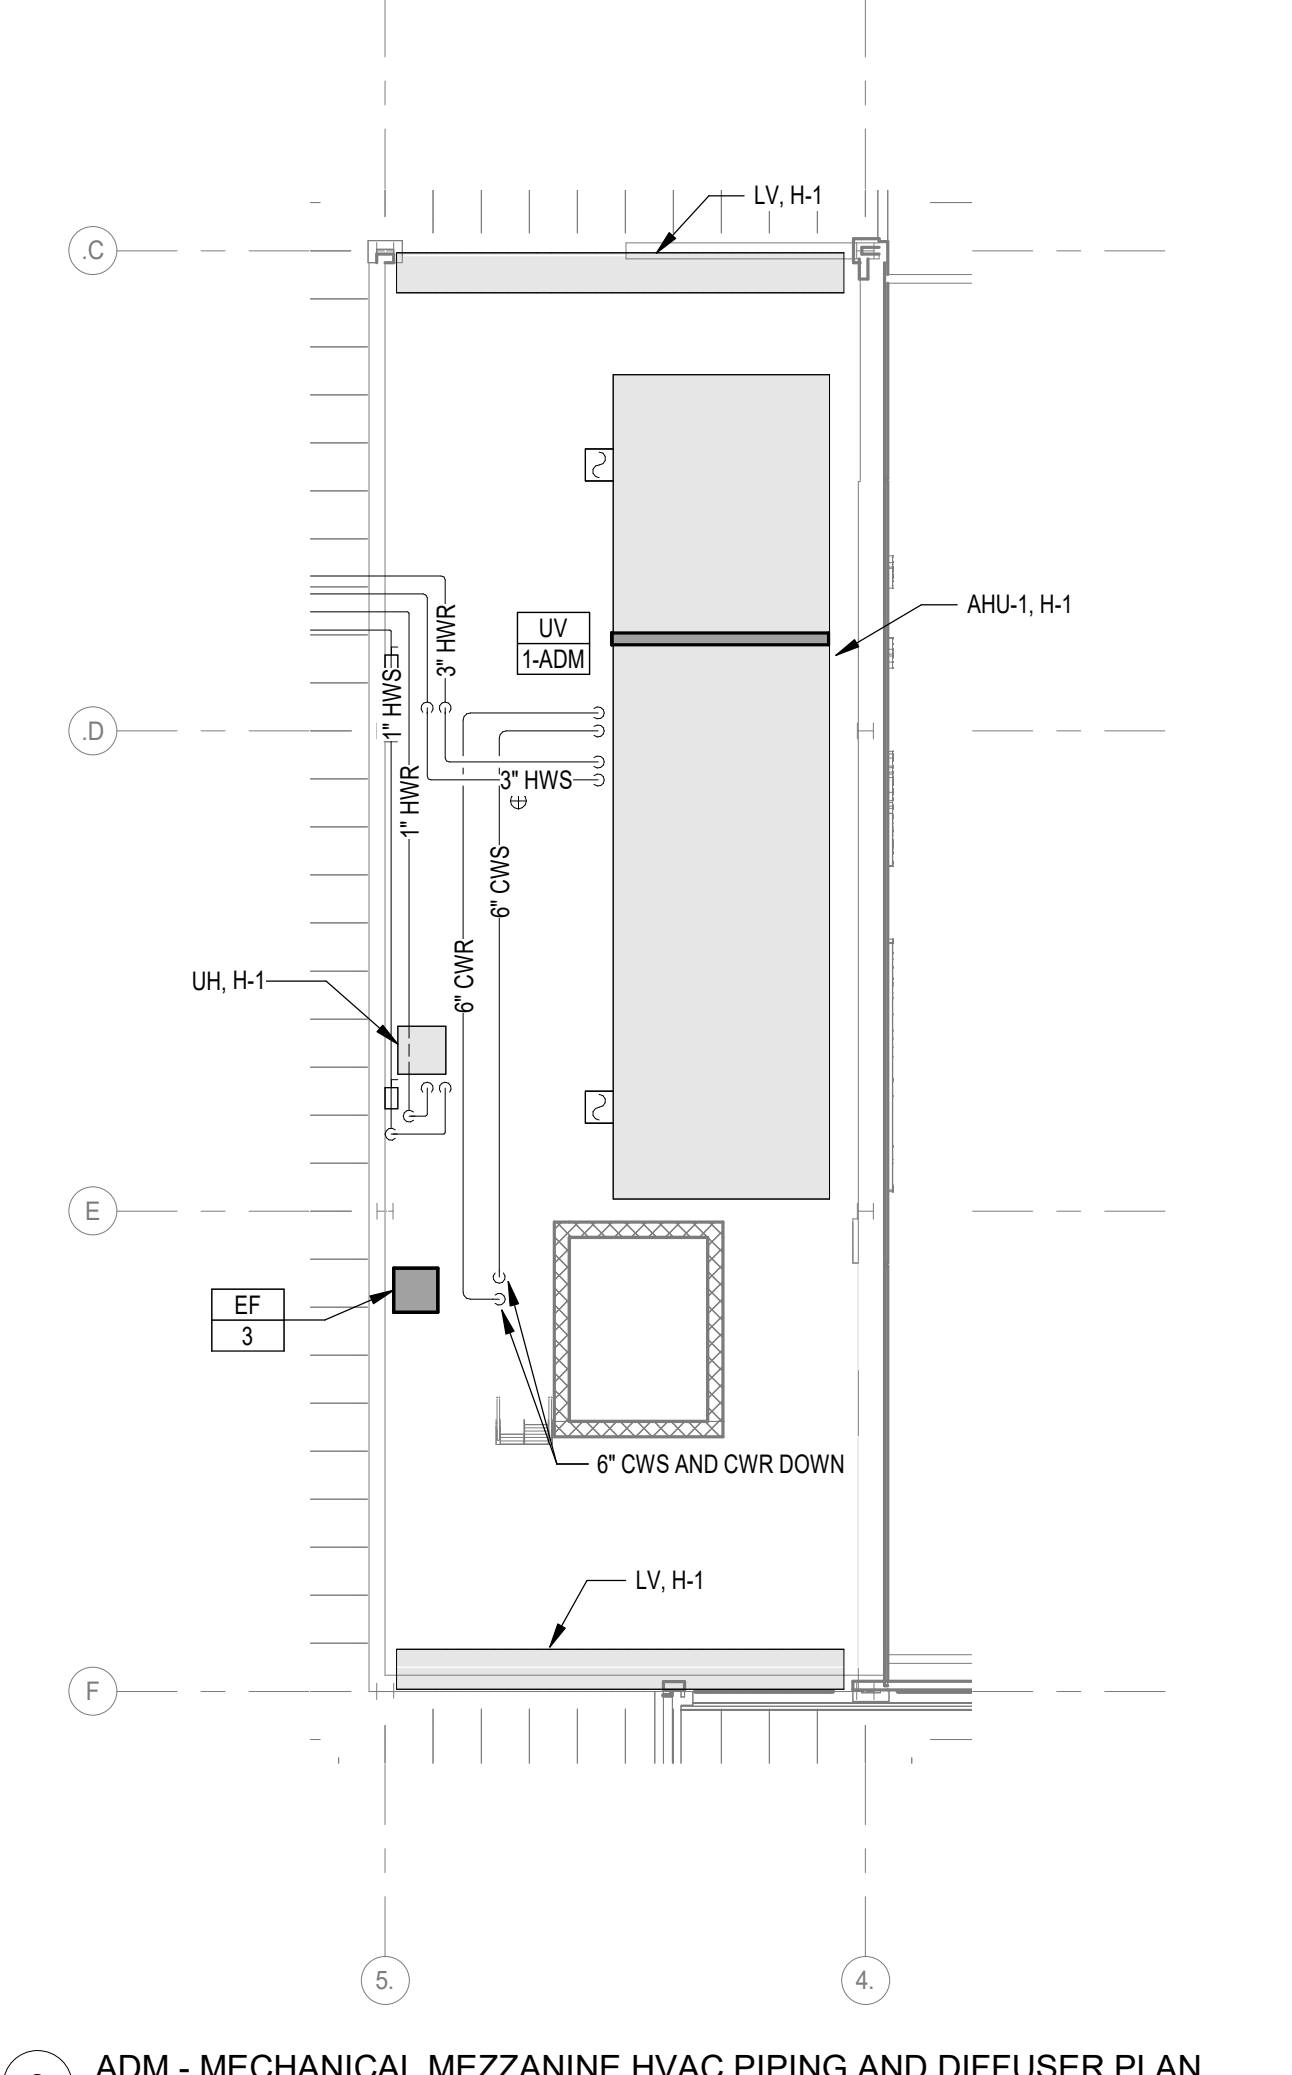 LV, H-1
.C
AHU-1, H-1
UV
1-ADM
3" HWR
1" HWS
.D
3" HWS
1" HWR
6" CWS
6" CWR
UH, H-1
E
EF
3
6" CWS AND CWR DOWN
LV, H-1
F
5.
4.
ADM - MECHANICAL MEZZANINE HVAC PIPING AND DIFFUSER PLAN